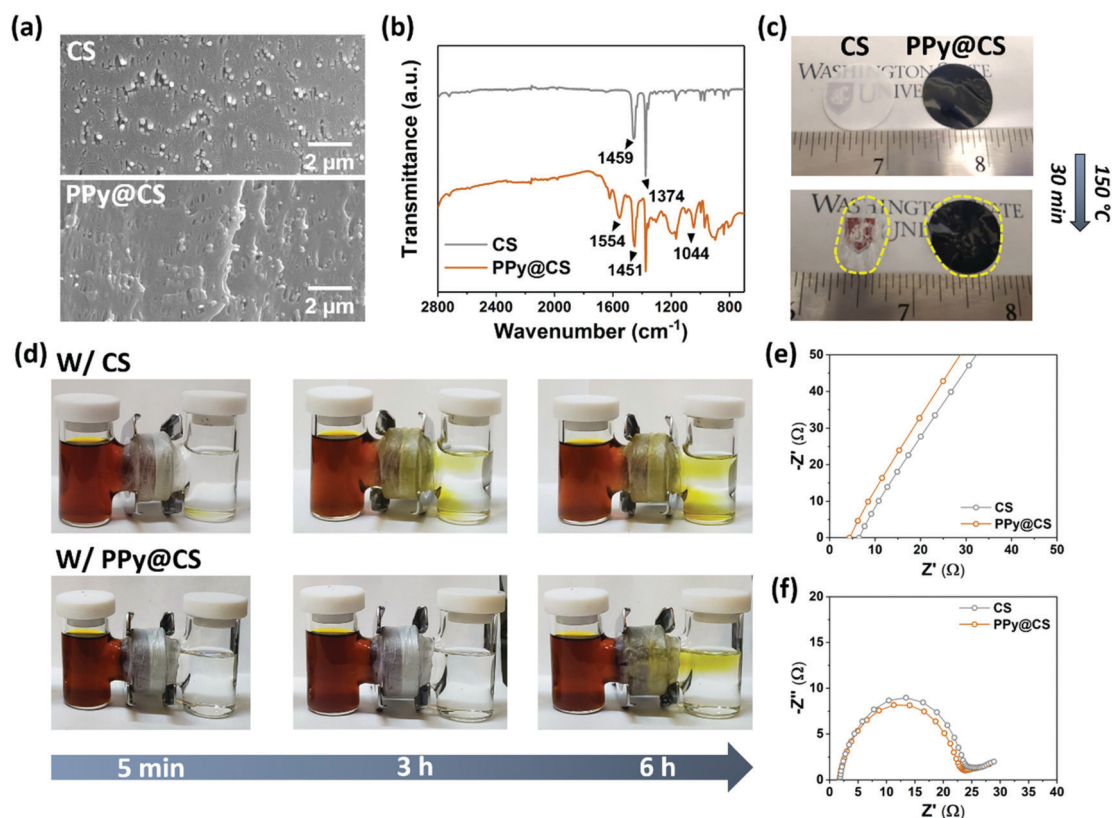 (a)
CS
2 μm
PPy@CS
2 μm
(b)
Transmittance (a.u.)
1459
1374
1554
1451
1044
CS
PPy@CS
2800 2400 2000 1600 1200 800
Wavenumber (cm-1)
(c)
CS PPy@CS
WASHINGTON STATE
UNIVE
7 8
WASHINGTON STATE
UNI
6 7 8
150 °C
30 min
(d)
W/ CS
W/ PPy@CS
5 min 3 h 6 h
(e)
50
40
30
20
10
0
-Z' (Ω)
CS
PPy@CS
0 10 20 30 40 50
Z' (Ω)
(f)
20
15
10
5
0
-Z'' (Ω)
CS
PPy@CS
0 5 10 15 20 25 30 35 40
Z' (Ω)